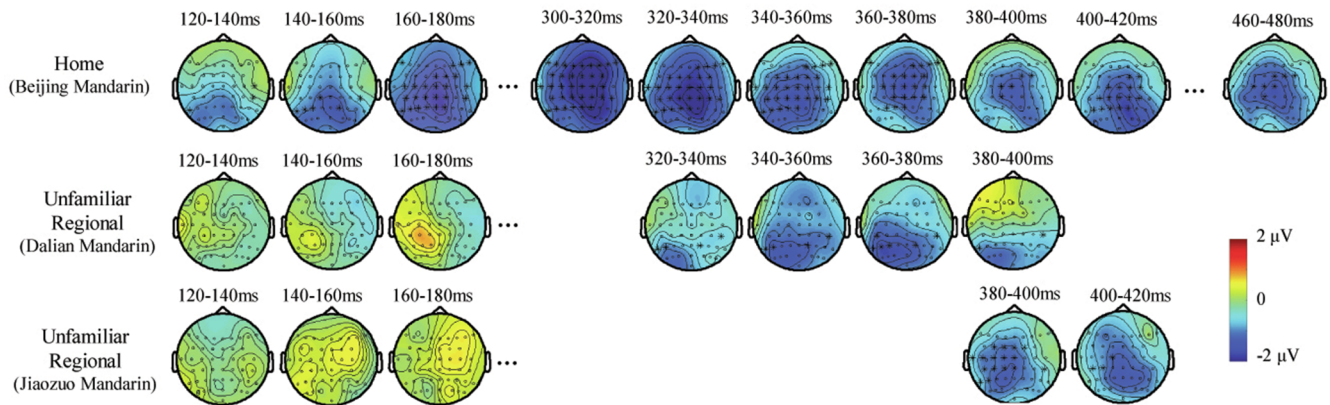 120-140ms 140-160ms 160-180ms 300-320ms 320-340ms 340-360ms 360-380ms 380-400ms 400-420ms 460-480ms
Home
(Beijing Mandarin)
... ...
120-140ms 140-160ms 160-180ms 320-340ms 340-360ms 360-380ms 380-400ms
Unfamiliar
Regional
(Dalian Mandarin)
...
2 μV
0
-2 μV
120-140ms 140-160ms 160-180ms 380-400ms 400-420ms
Unfamiliar
Regional
(Jiaozuo Mandarin)
...